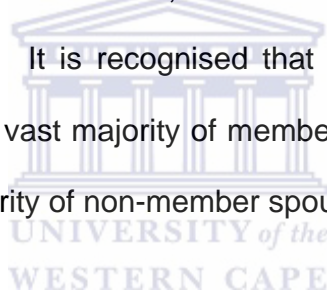 It is recognised that
vast majority of membe
rity of non-member spou
UNIVERSITY of the
WESTERN CAPE